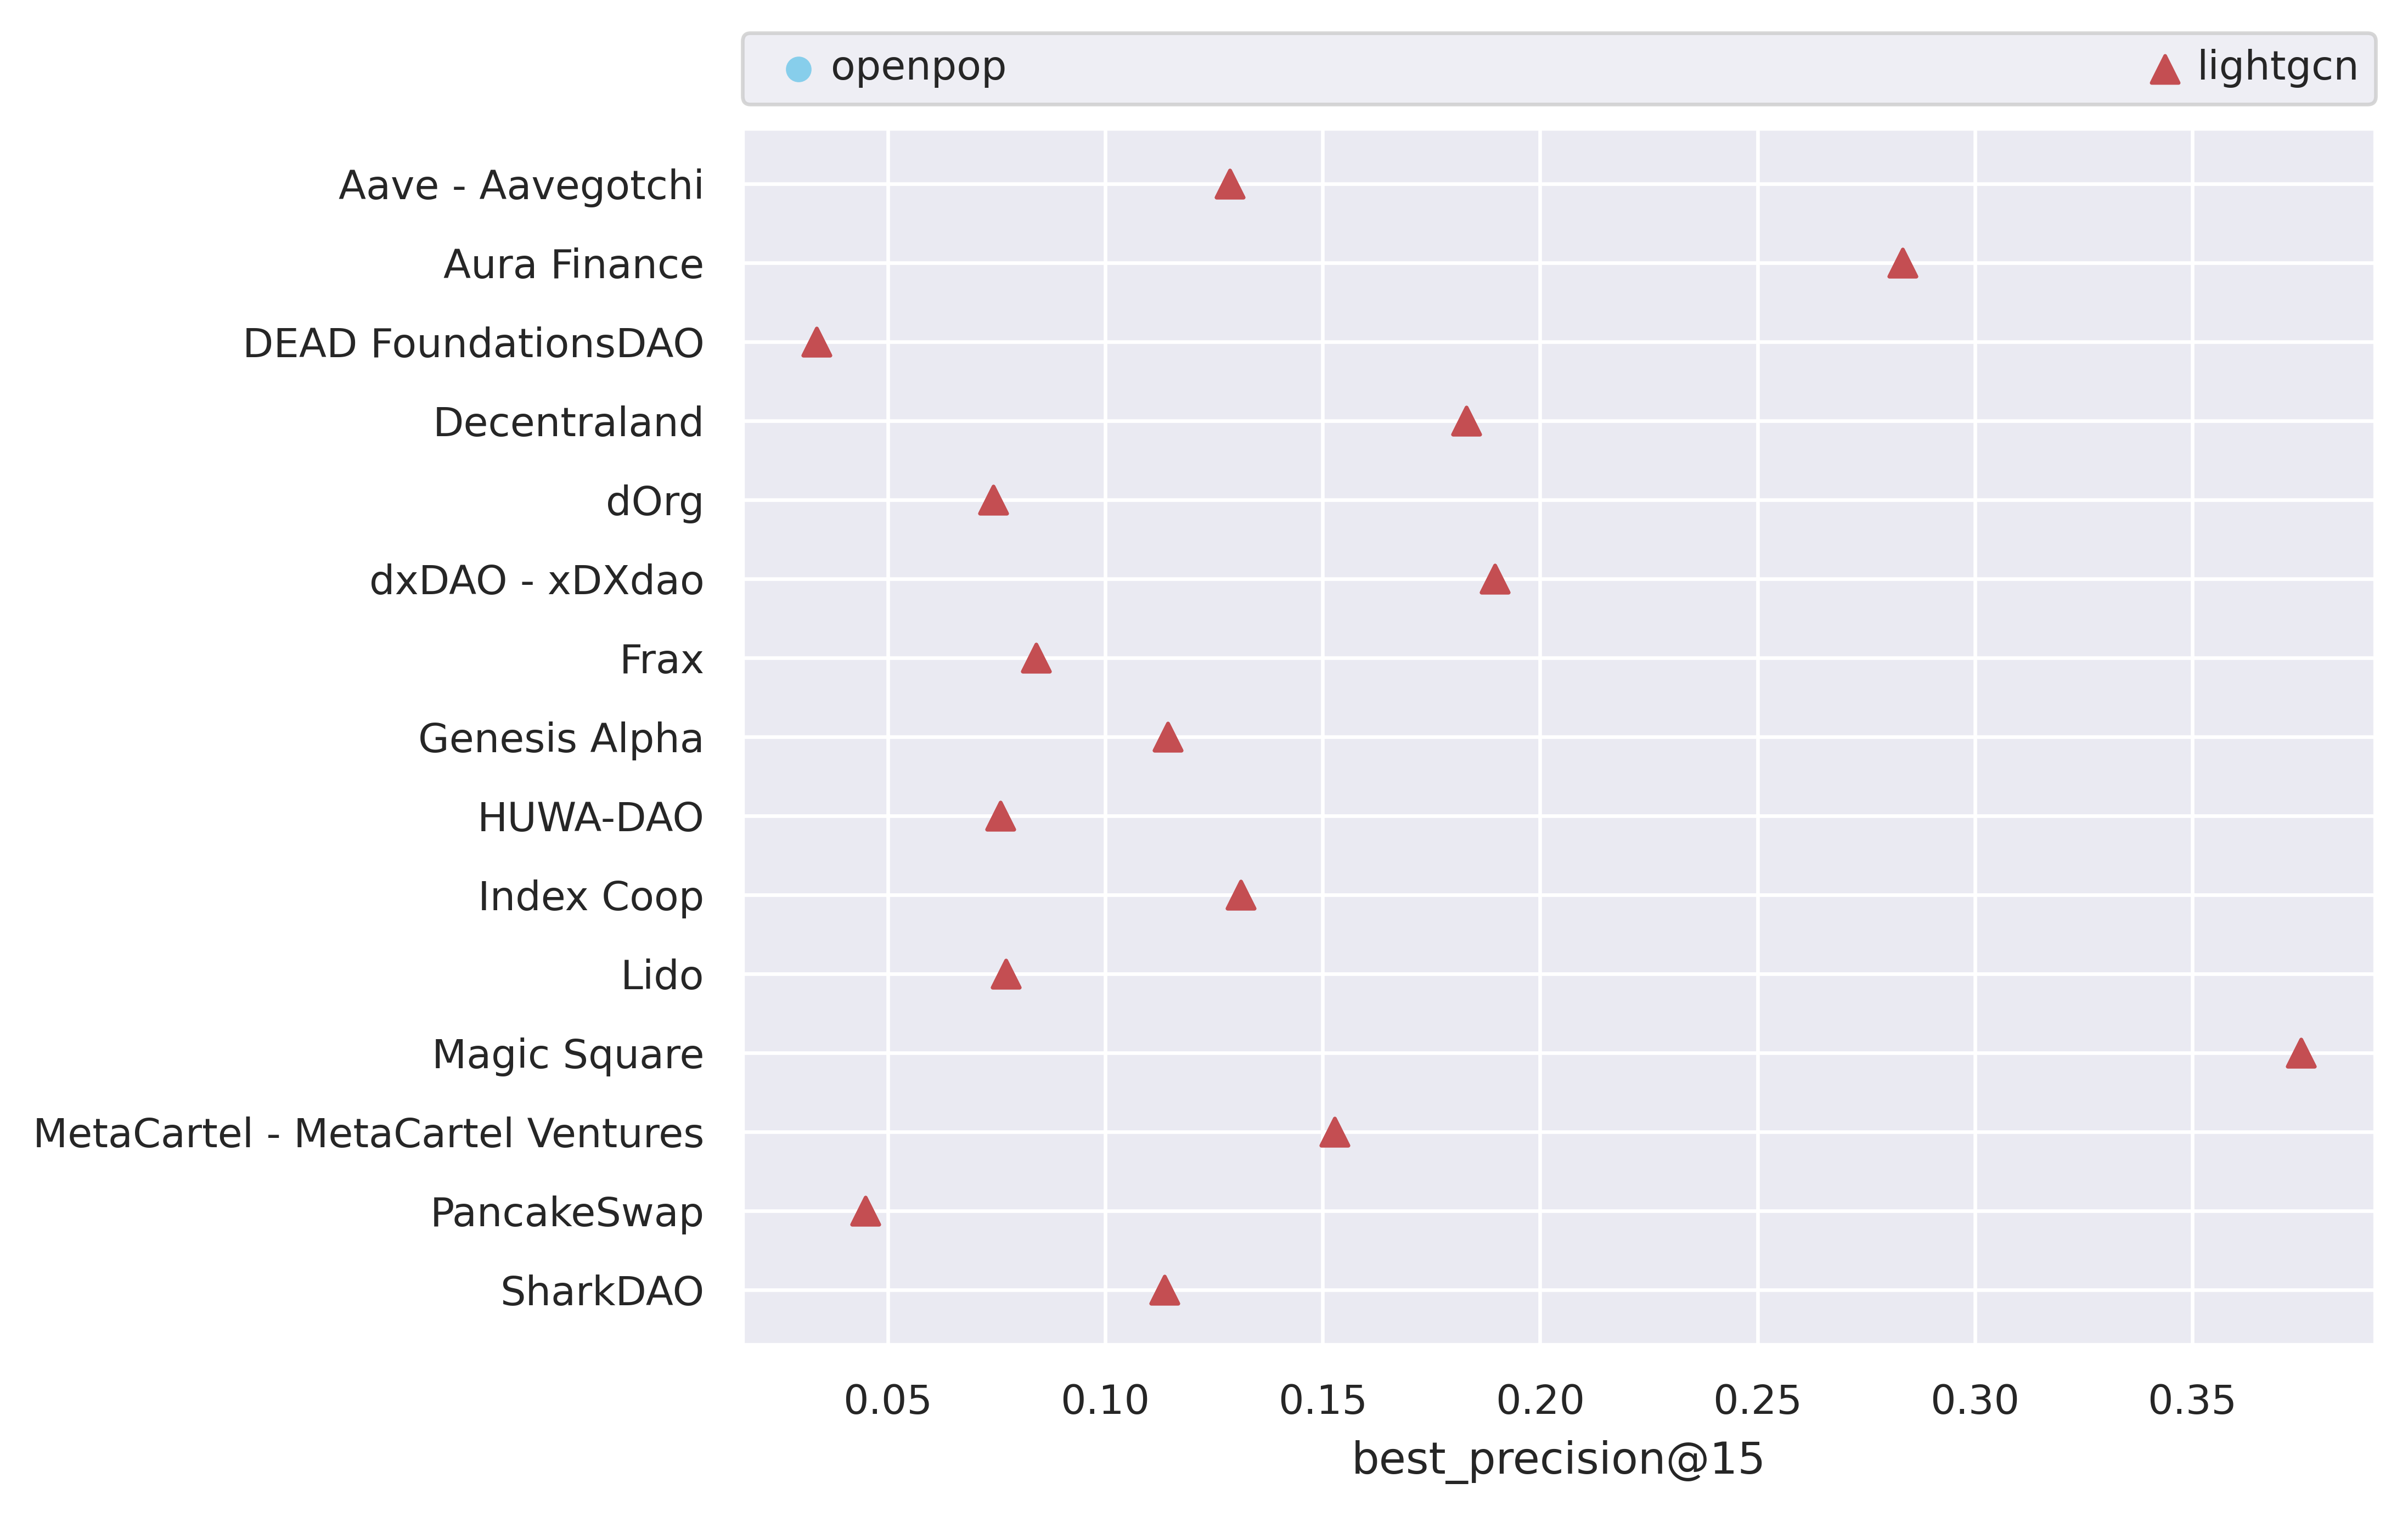 openpop lightgcn
Aave - Aavegotchi
Aura Finance
DEAD FoundationsDAO
Decentraland
dOrg
dxDAO - xDXdao
Frax
Genesis Alpha
HUWA-DAO
Index Coop
Lido
Magic Square
MetaCartel - MetaCartel Ventures
PancakeSwap
SharkDAO
0.05 0.10 0.15 0.20 0.25 0.30 0.35
best_precision@15